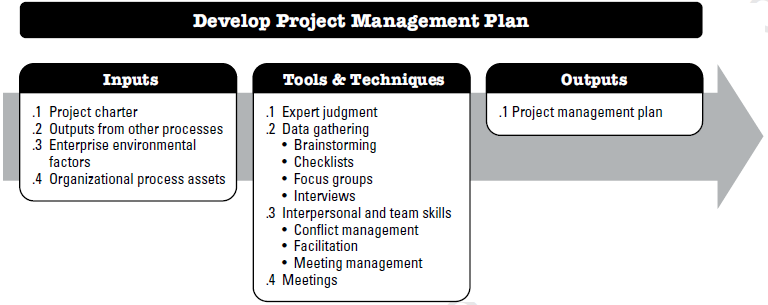 Develop Project Management Plan
Inputs
.1 Project charter
.2 Outputs from other processes
.3 Enterprise environmental
factors
.4 Organizational process assets
Tools & Techniques
.1 Expert judgment
.2 Data gathering
• Brainstorming
• Checklists
• Focus groups
• Interviews
.3 Interpersonal and team skills
• Conflict management
• Facilitation
• Meeting management
.4 Meetings
Outputs
.1 Project management plan